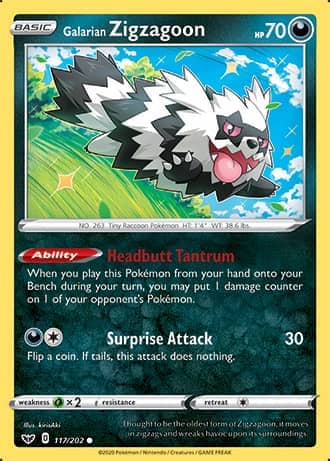 BASIC
Galarian Zigzagoon HP 70
NO. 263 Tiny Raccoon Pokémon HT: 1'4" WT: 38.6 lbs.
Ability Headbutt Tantrum
When you play this Pokémon from your hand onto your
Bench during your turn, you may put 1 damage counter
on 1 of your opponent's Pokémon.
Surprise Attack 30
Flip a coin. If tails, this attack does nothing.
weakness ×2 resistance retreat
Illus. kirisAki
D 117/202
Thought to be the oldest form of Zigzagoon, it
moves in zigzags and wreaks havoc upon its surroundings.
©2020 Pokémon / Nintendo / Creatures / GAME FREAK